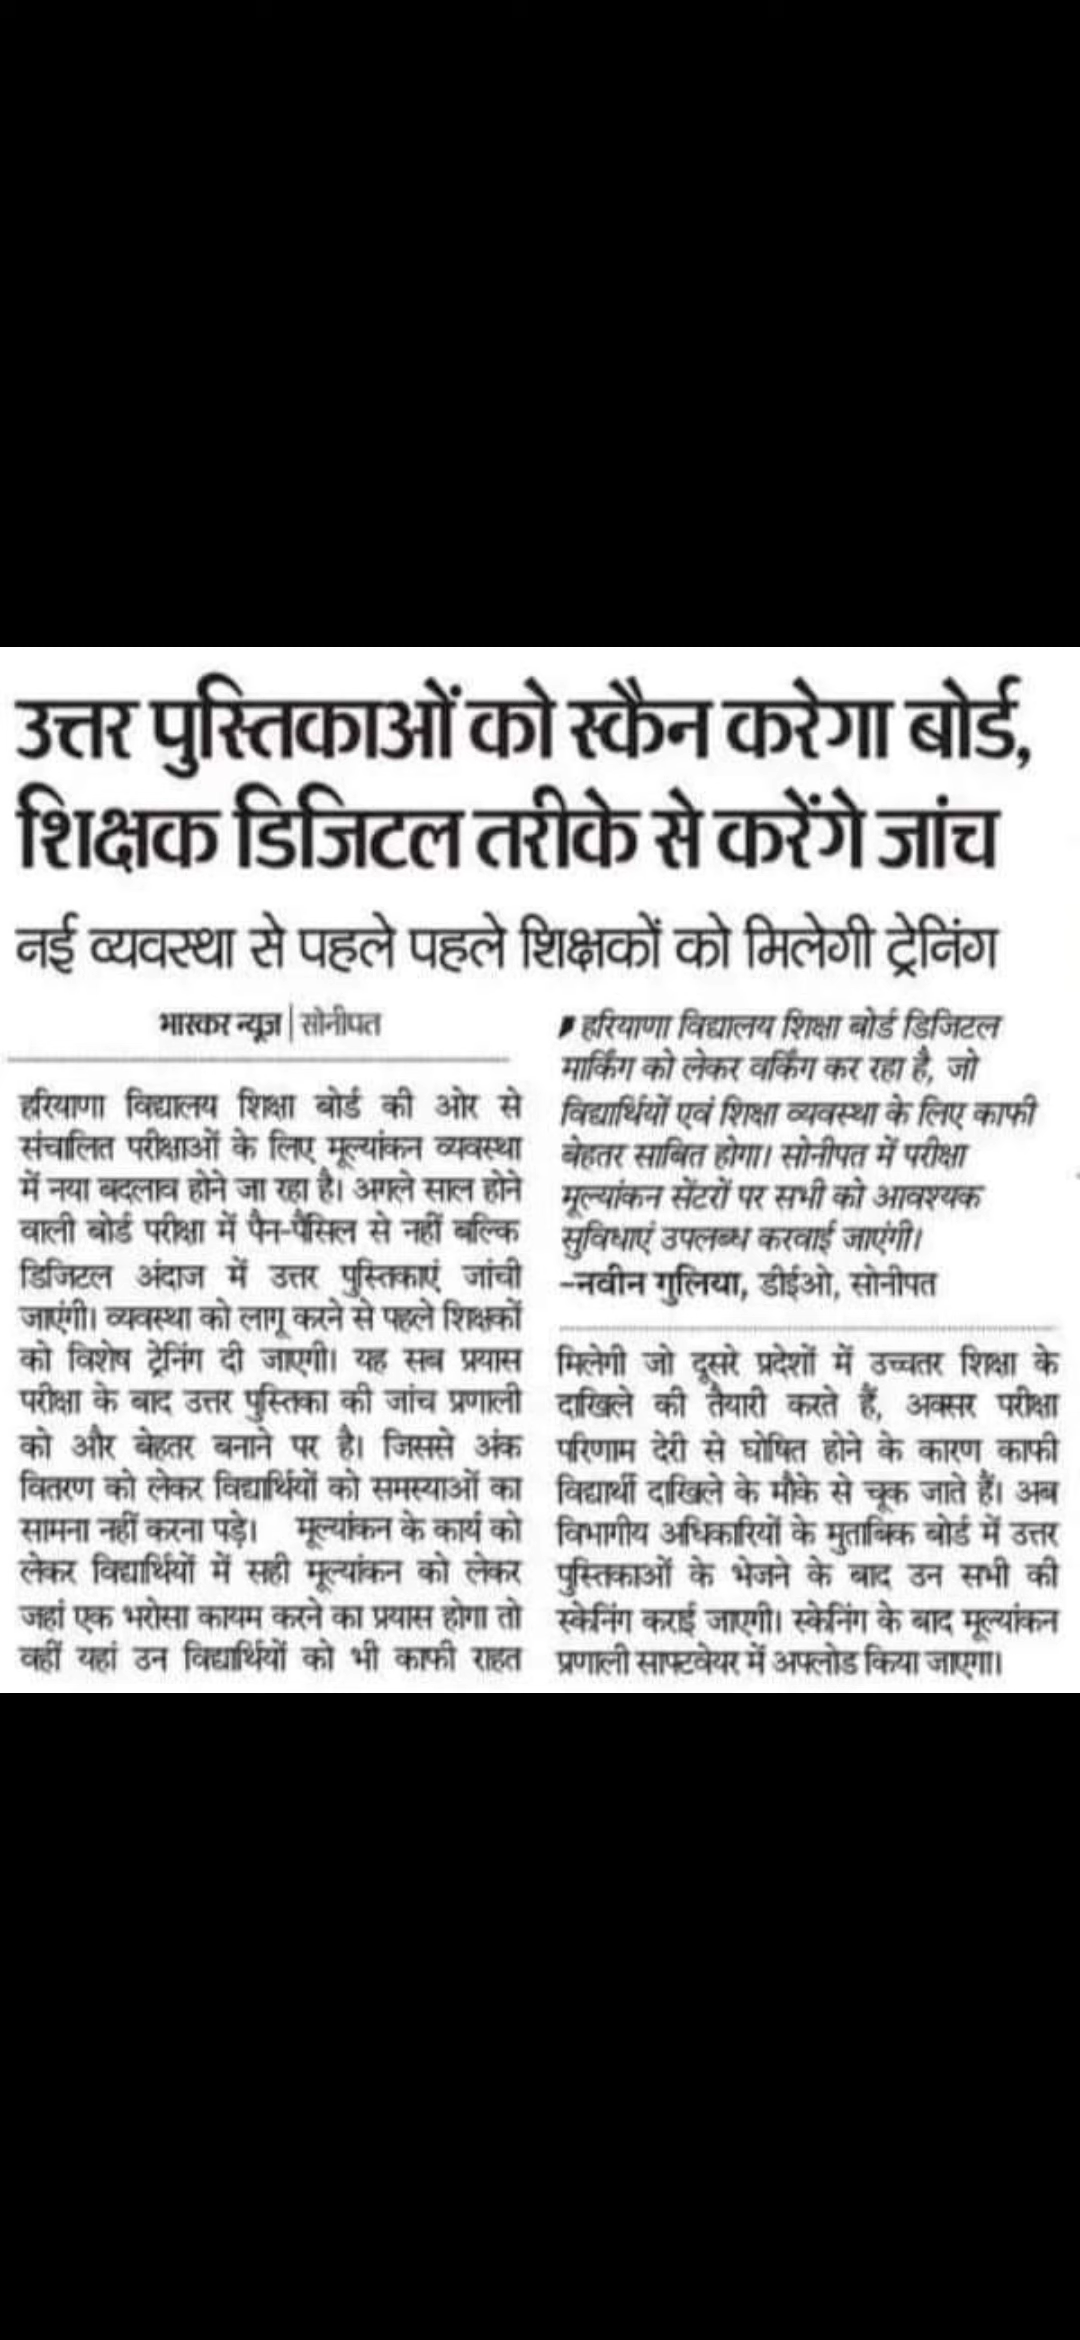 उत्तर पुस्तिकाओं को स्कैन करेगा बोर्ड,
शिक्षक डिजिटल तरीके से करेंगे जांच
नई व्यवस्था से पहले पहले शिक्षकों को मिलेगी ट्रेनिंग
भास्कर न्यूज | सोनीपत
हरियाणा विद्यालय शिक्षा बोर्ड की ओर से
संचालित परीक्षाओं के लिए मूल्यांकन व्यवस्था
में नया बदलाव होने जा रहा है। अगले साल होने
वाली बोर्ड परीक्षा में पैन-पैंसिल से नहीं बल्कि
डिजिटल अंदाज में उत्तर पुस्तिकाएं जांची
जाएंगी। व्यवस्था को लागू करने से पहले शिक्षकों
को विशेष ट्रेनिंग दी जाएगी। यह सब प्रयास
परीक्षा के बाद उत्तर पुस्तिका की जांच प्रणाली
को और बेहतर बनाने पर है। जिससे अंक
वितरण को लेकर विद्यार्थियों को समस्याओं का
सामना नहीं करना पड़े। मूल्यांकन के कार्य को
लेकर विद्यार्थियों में सही मूल्यांकन को लेकर
जहां एक भरोसा कायम करने का प्रयास होगा तो
वहीं यहां उन विद्यार्थियों को भी काफी राहत
हरियाणा विद्यालय शिक्षा बोर्ड डिजिटल
मार्किंग को लेकर वर्किंग कर रहा है, जो
विद्यार्थियों एवं शिक्षा व्यवस्था के लिए काफी
बेहतर साबित होगा। सोनीपत में परीक्षा
मूल्यांकन सेंटरों पर सभी को आवश्यक
सुविधाएं उपलब्ध करवाई जाएंगी।
-नवीन गुलिया, डीईओ, सोनीपत
मिलेगी जो दूसरे प्रदेशों में उच्चतर शिक्षा के
दाखिले की तैयारी करते हैं, अक्सर परीक्षा
परिणाम देरी से घोषित होने के कारण काफी
विद्यार्थी दाखिले के मौके से चूक जाते हैं। अब
विभागीय अधिकारियों के मुताबिक बोर्ड में उत्तर
पुस्तिकाओं के भेजने के बाद उन सभी की
स्केनिंग कराई जाएगी। स्केनिंग के बाद मूल्यांकन
प्रणाली साफ्टवेयर में अपलोड किया जाएगा।